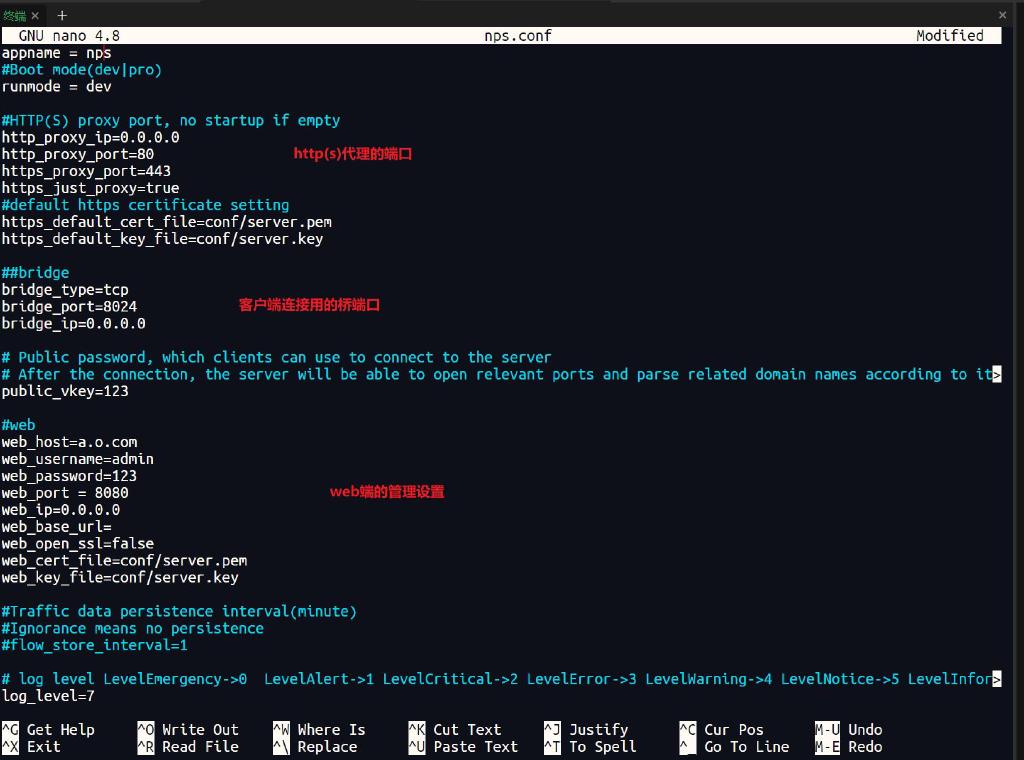 终端 × +
×
GNU nano 4.8 nps.conf Modified
appname = nps
#Boot mode(dev|pro)
runmode = dev
#HTTP(S) proxy port, no startup if empty
http_proxy_ip=0.0.0.0
http_proxy_port=80 http(s)代理的端口
https_proxy_port=443
https_just_proxy=true
#default https certificate setting
https_default_cert_file=conf/server.pem
https_default_key_file=conf/server.key
##bridge
bridge_type=tcp
bridge_port=8024 客户端连接用的桥端口
bridge_ip=0.0.0.0
# Public password, which clients can use to connect to the server
# After the connection, the server will be able to open relevant ports and parse related domain names according to it>
public_vkey=123
#web
web_host=a.o.com
web_username=admin
web_password=123
web_port = 8080 web端的管理设置
web_ip=0.0.0.0
web_base_url=
web_open_ssl=false
web_cert_file=conf/server.pem
web_key_file=conf/server.key
#Traffic data persistence interval(minute)
#Ignorance means no persistence
#flow_store_interval=1
# log level LevelEmergency->0  LevelAlert->1 LevelCritical->2 LevelError->3 LevelWarning->4 LevelNotice->5 LevelInfor>
log_level=7
^G Get Help ^O Write Out ^W Where Is ^K Cut Text ^J Justify ^C Cur Pos M-U Undo
^X Exit ^R Read File ^\ Replace ^U Paste Text ^T To Spell ^_ Go To Line M-E Redo